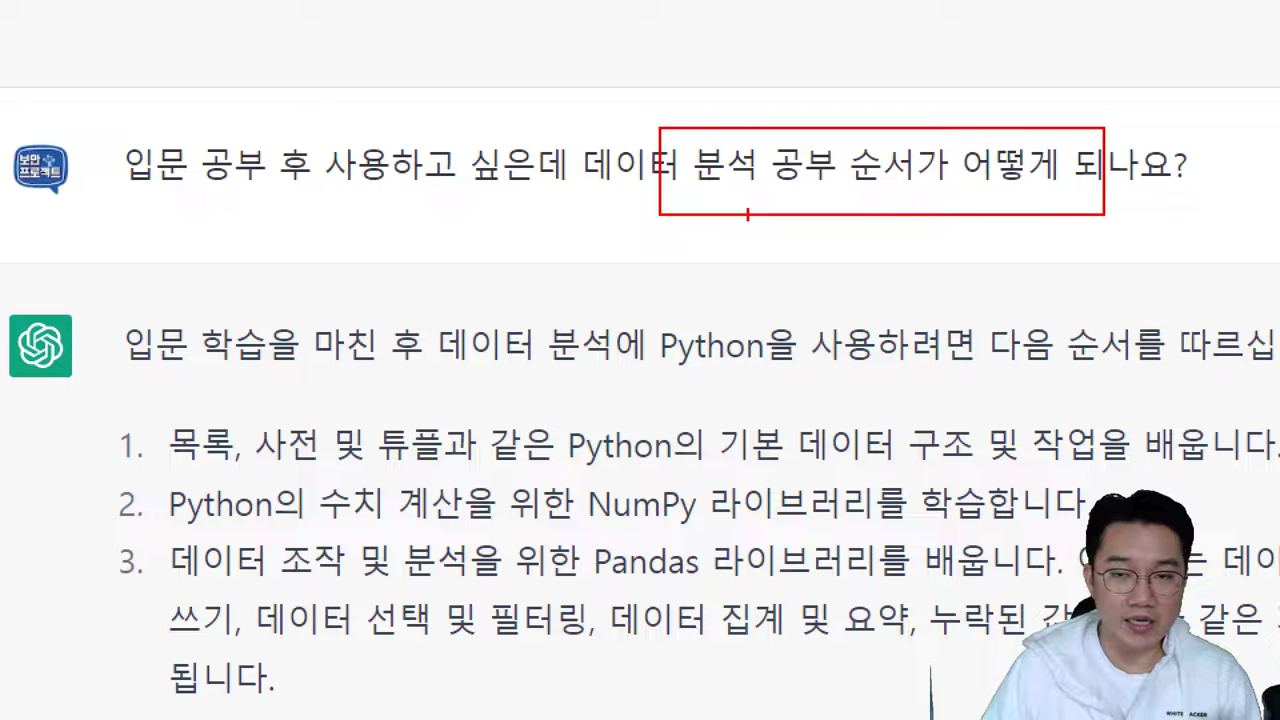 보안
프로젝트
입문 공부 후 사용하고 싶은데 데이터 분석 공부 순서가 어떻게 되나요?
입문 학습을 마친 후 데이터 분석에 Python을 사용하려면 다음 순서를 따르십
1. 목록, 사전 및 튜플과 같은 Python의 기본 데이터 구조 및 작업을 배웁니다.
2. Python의 수치 계산을 위한 NumPy 라이브러리를 학습합니다.
3. 데이터 조작 및 분석을 위한 Pandas 라이브러리를 배웁니다. 는 데이
쓰기, 데이터 선택 및 필터링, 데이터 집계 및 요약, 누락된 같은
됩니다.
WHITE ACKER